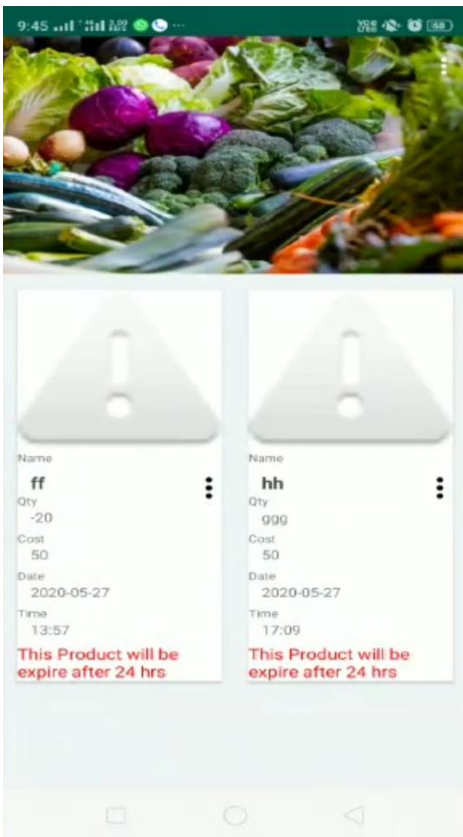 9:45
68
Name
ff
Qty
-20
Cost
50
Date
2020-05-27
Time
13:57
This Product will be
expire after 24 hrs
Name
hh
Qty
ggg
Cost
50
Date
2020-05-27
Time
17:09
This Product will be
expire after 24 hrs